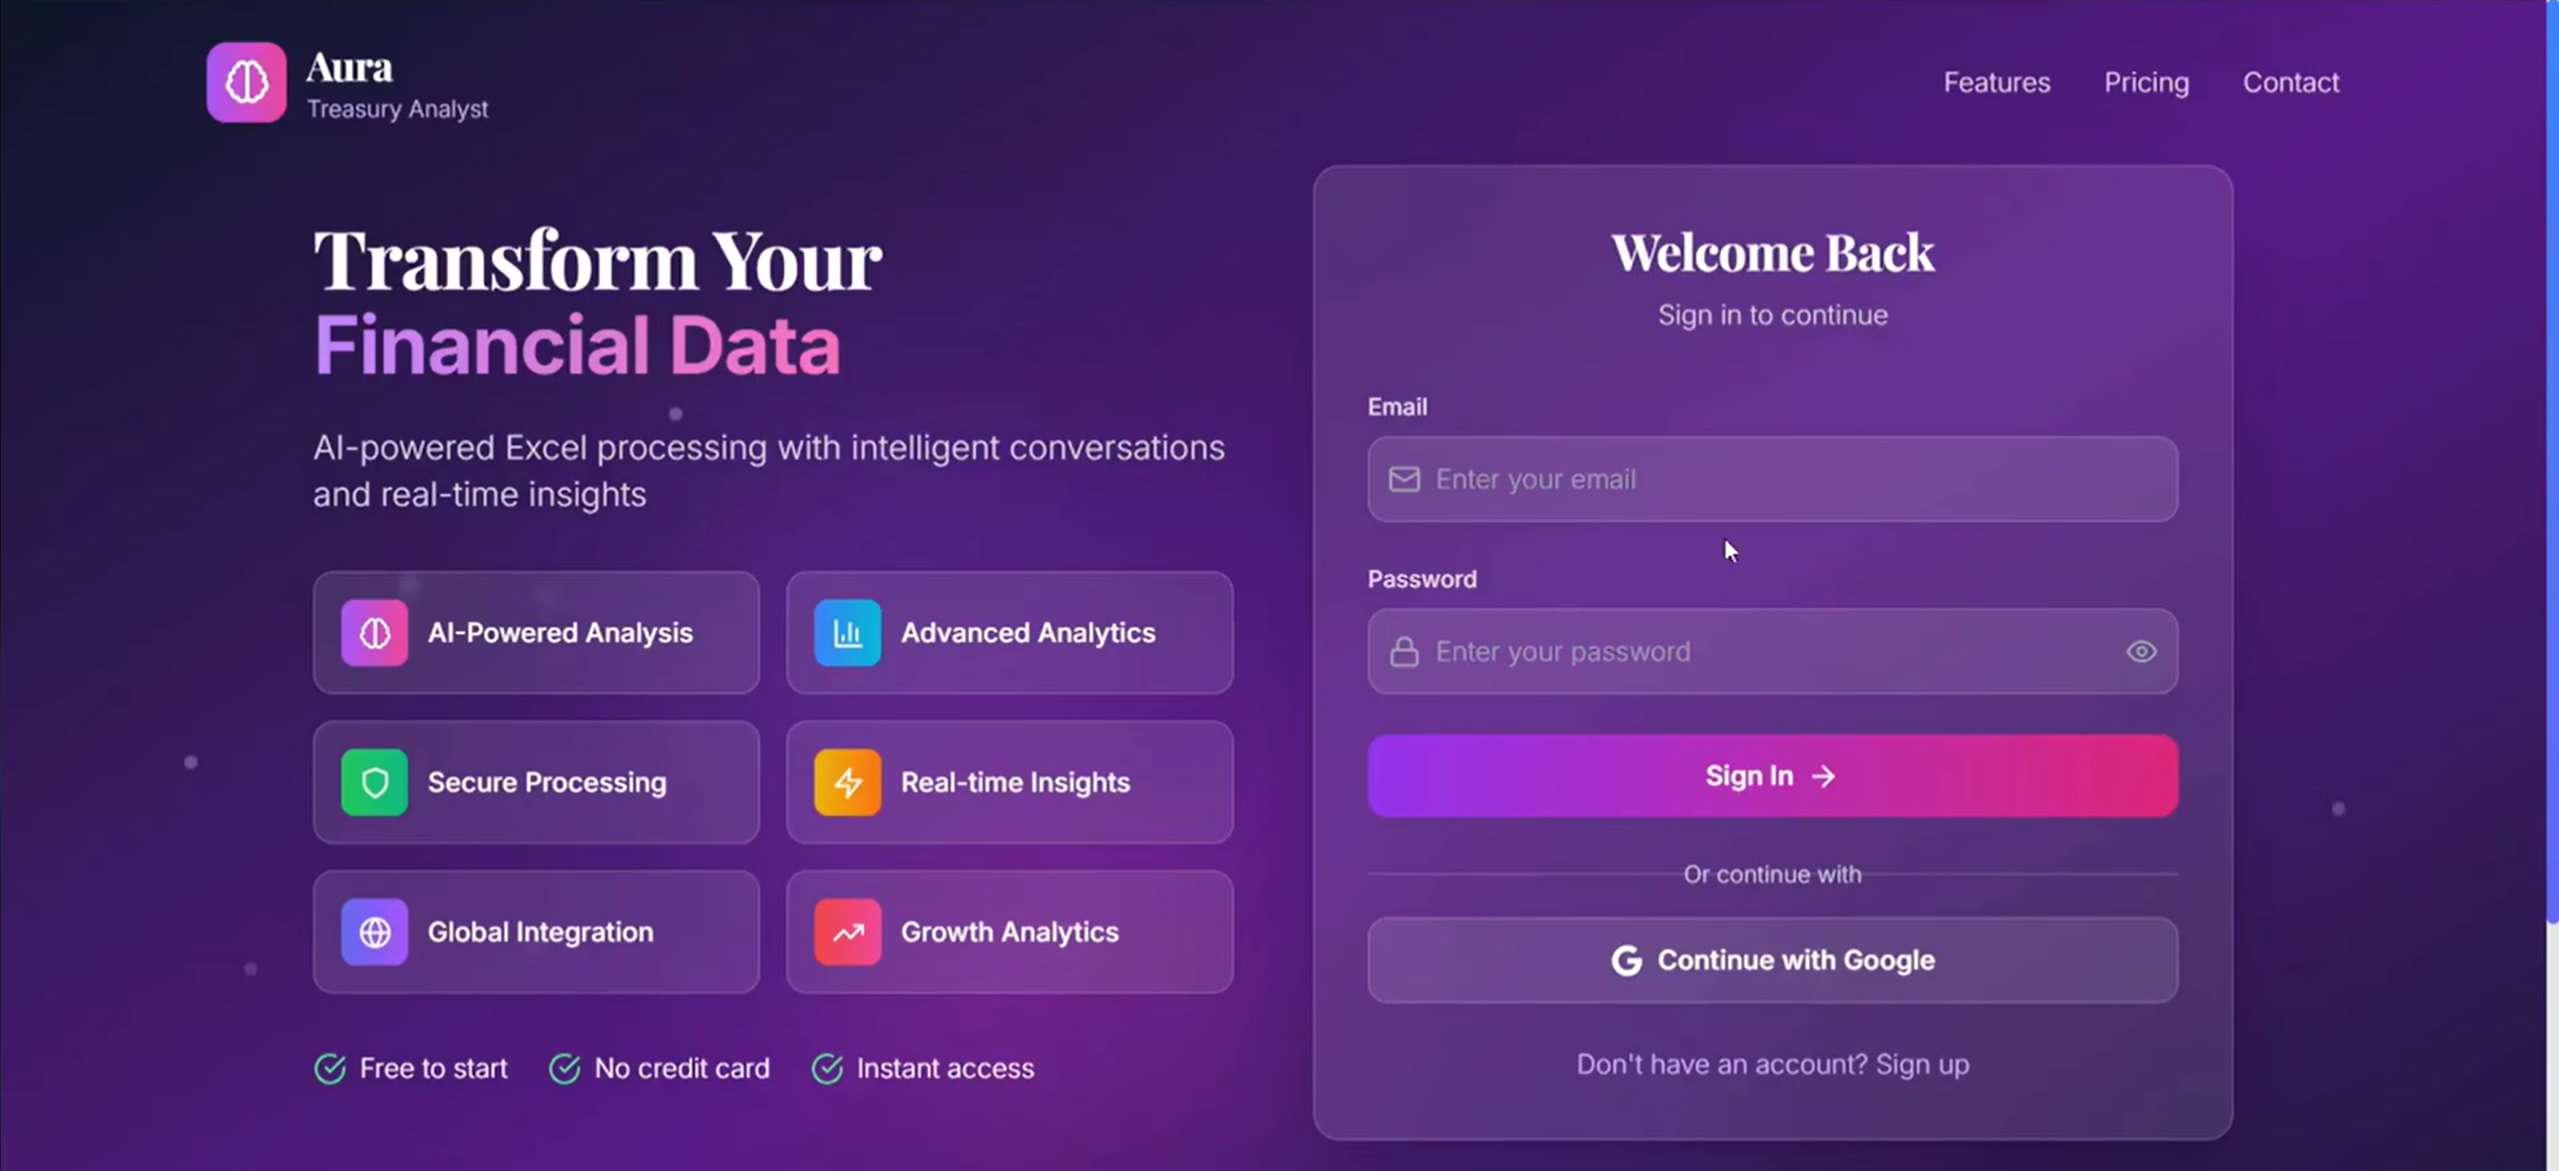 Aura
Treasury Analyst
Features
Pricing
Contact
Transform Your
Financial Data
AI-powered Excel processing with intelligent conversations
and real-time insights
AI-Powered Analysis
Advanced Analytics
Secure Processing
Real-time Insights
Global Integration
Growth Analytics
Free to start
No credit card
Instant access
Welcome Back
Sign in to continue
Email
Enter your email
Password
Enter your password
Sign In
Or continue with
Continue with Google
Don't have an account? Sign up